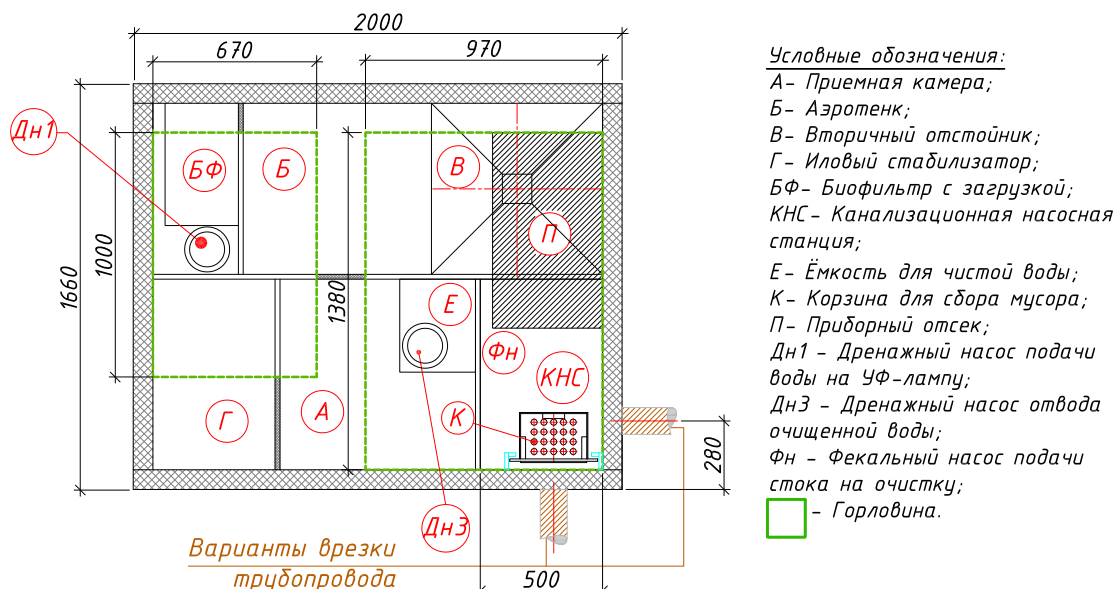 2000
670
970
Дн1
БФ
Б
В
П
1000
1660
1380
Е
Фн
КНС
Г
А
К
280
Дн3
Варианты врезки
трубопровода
500
Условные обозначения:
А- Приемная камера;
Б- Аэротенк;
В- Вторичный отстойник;
Г- Иловый стабилизатор;
БФ- Биофильтр с загрузкой;
КНС- Канализационная насосная
станция;
Е- Ёмкость для чистой воды;
К- Корзина для сбора мусора;
П- Приборный отсек;
Дн1 - Дренажный насос подачи
воды на УФ-лампу;
Дн3 - Дренажный насос отвода
очищенной воды;
Фн - Фекальный насос подачи
стока на очистку;
- Горловина.